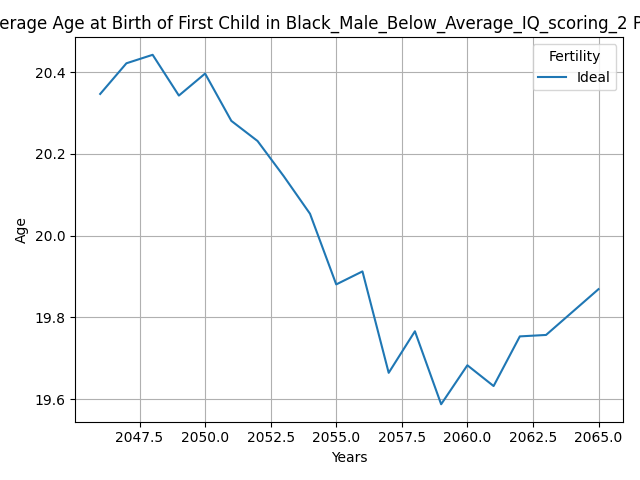 Age at Birth of First Child in Black_Male_Below_Average_IQ_scoring_2
Fertility
Ideal
20.4
20.2
20.0
19.8
19.6
Age
2047.5 2050.0 2052.5 2055.0 2057.5 2060.0 2062.5 2065.0
Years